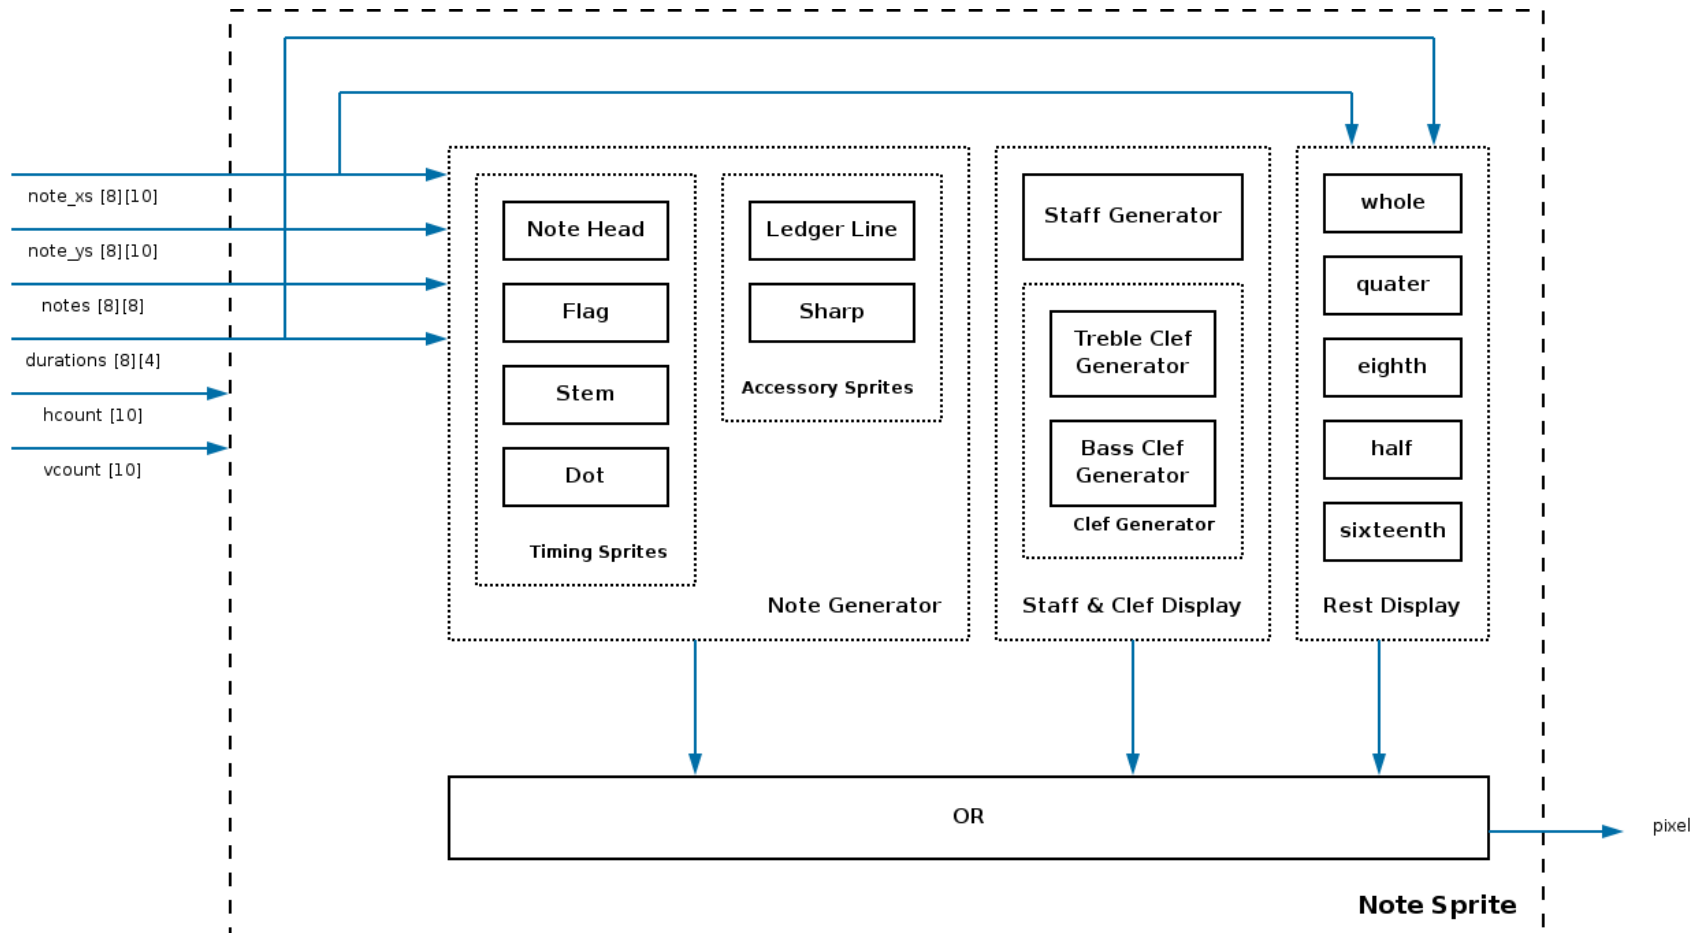 note_xs [8][10]
note_ys [8][10]
notes [8][8]
durations [8][4]
hcount [10]
vcount [10]
Note Head
Flag
Stem
Dot
Timing Sprites
Ledger Line
Sharp
Accessory Sprites
Note Generator
Staff Generator
Treble Clef
Generator
Bass Clef
Generator
Clef Generator
Staff & Clef Display
whole
quater
eighth
half
sixteenth
Rest Display
OR
pixel
Note Sprite